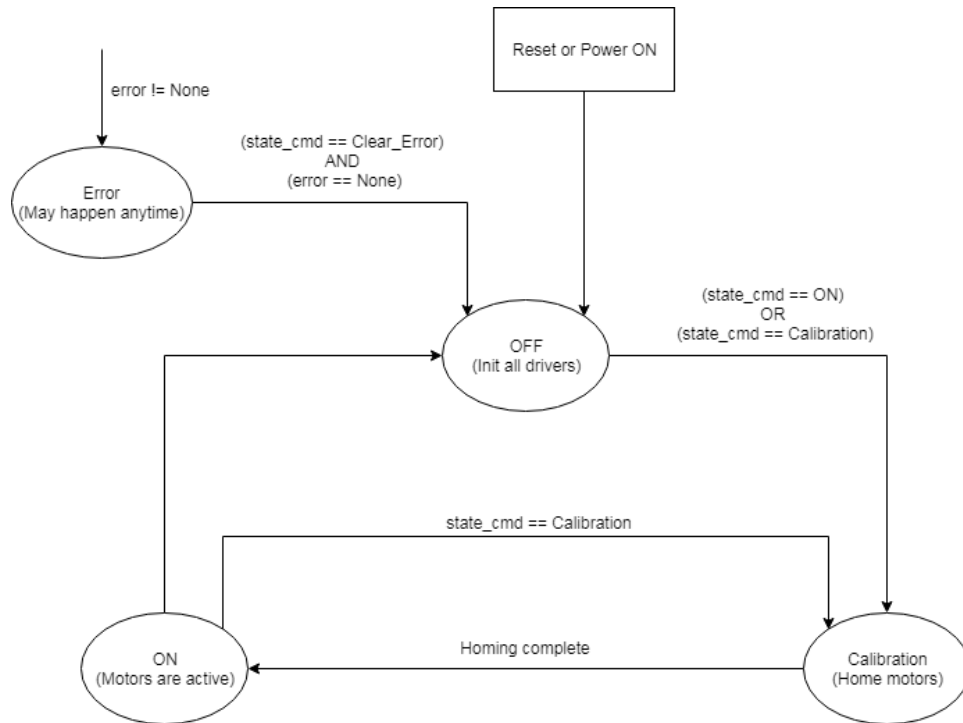 Reset or Power ON
error != None
(state_cmd == Clear_Error)
AND
(error == None)
Error
(May happen anytime)
(state_cmd == ON)
OR
(state_cmd == Calibration)
OFF
(Init all drivers)
state_cmd == Calibration
Homing complete
ON
(Motors are active)
Calibration
(Home motors)